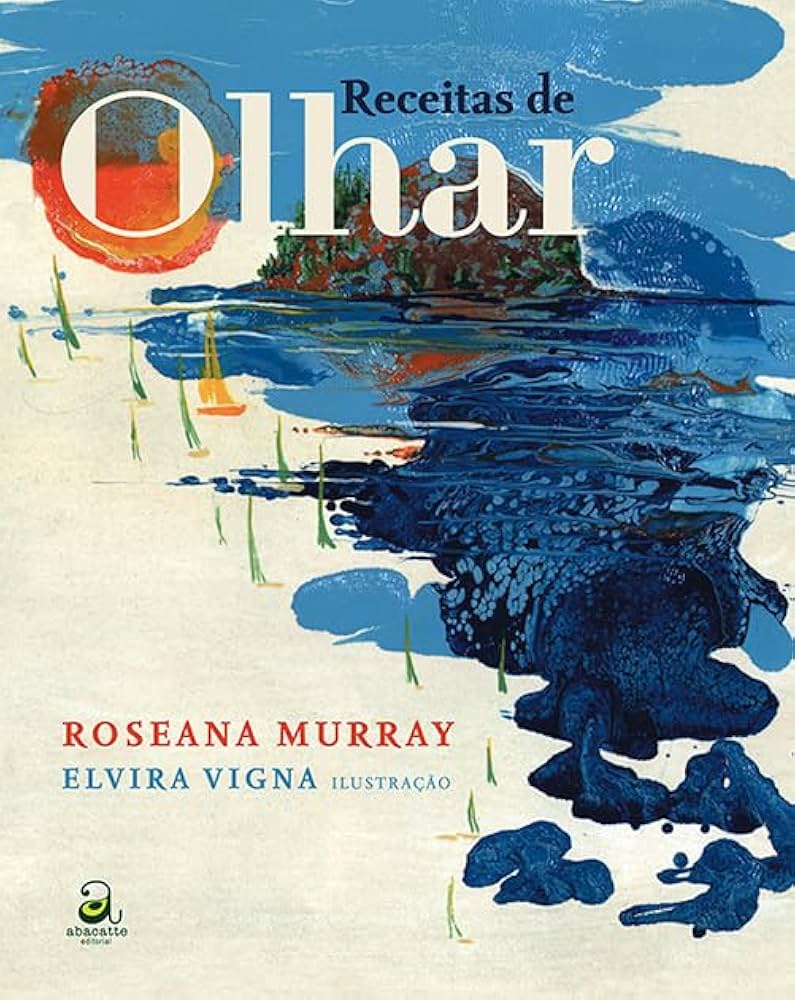 Receitas de
Olhar
ROSEANA MURRAY
ELVIRA VIGNA ILUSTRAÇÃO
abacatte
editorial